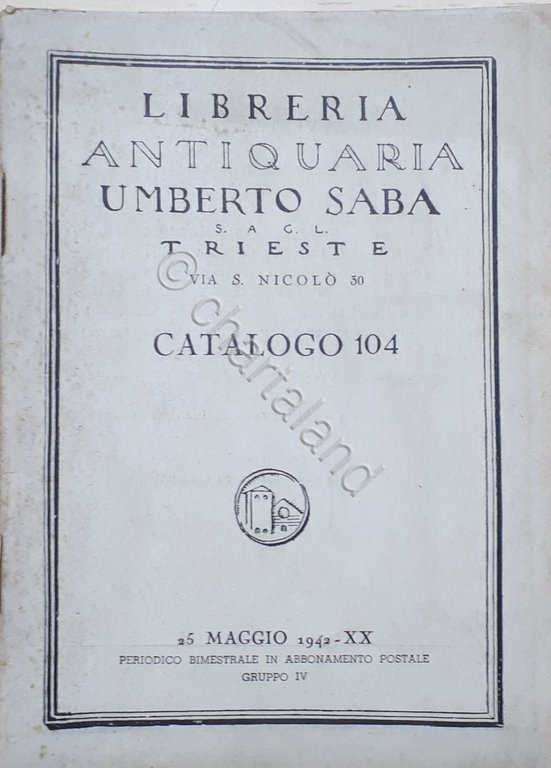 LIBRERIA
ANTIQUARIA
UMBERTO SABA
S. A C. L.
TRIESTE
VIA S. NICOLÒ 30
CATALOGO 104
© chartaland
25 MAGGIO 1942-XX
PERIODICO BIMESTRALE IN ABBONAMENTO POSTALE
GRUPPO IV